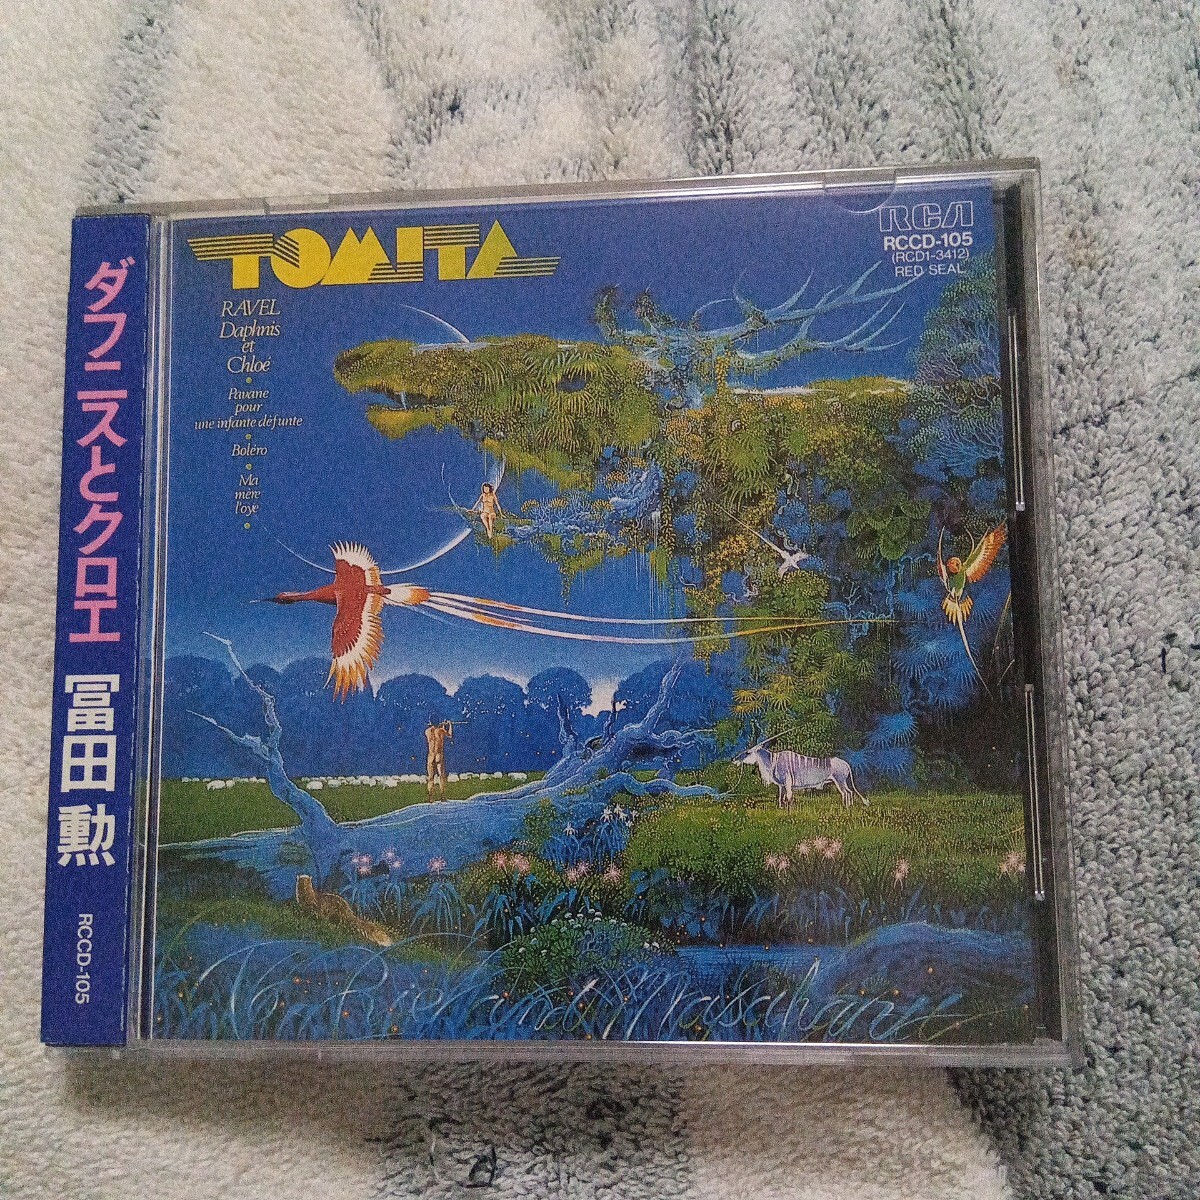 ダフニスとクロエ 冨田 勲 RCCD-105
TOMITA
RAVEL
Daphnis
et
Chloé
Pavane
pour
une infante défunte
Boléro
Ma
mère
l'oye
RCA
RCCD-105
(RCD1-3412)
RED SEAL